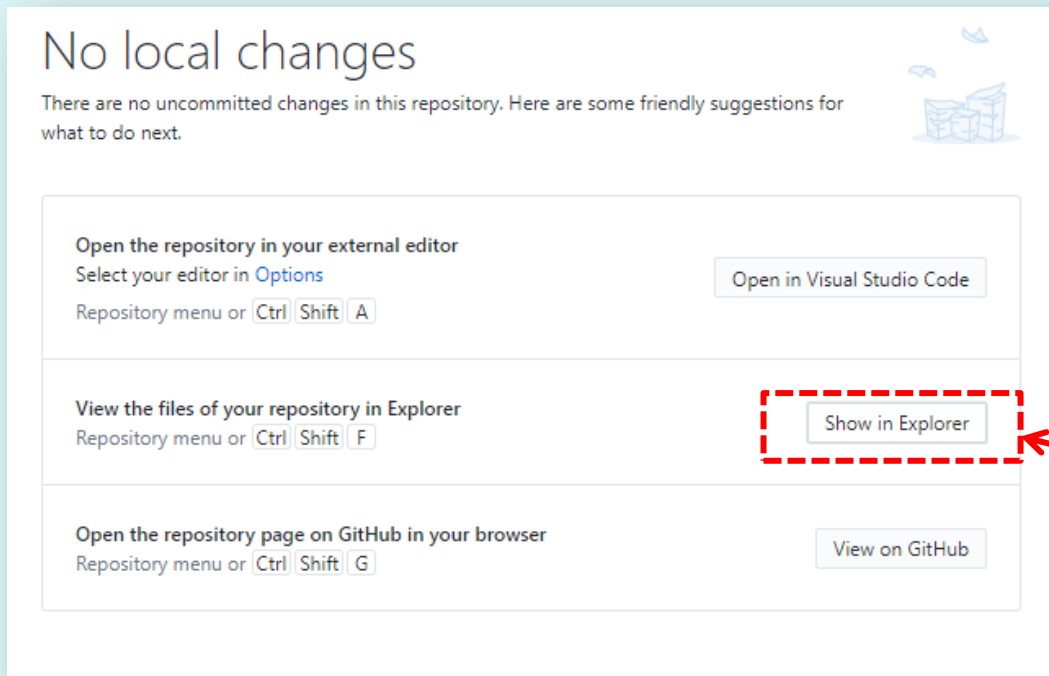 No local changes
There are no uncommitted changes in this repository. Here are some friendly suggestions for
what to do next.
Open the repository in your external editor
Select your editor in Options
Repository menu or Ctrl Shift A
Open in Visual Studio Code
View the files of your repository in Explorer
Repository menu or Ctrl Shift F
Show in Explorer
Open the repository page on GitHub in your browser
Repository menu or Ctrl Shift G
View on GitHub